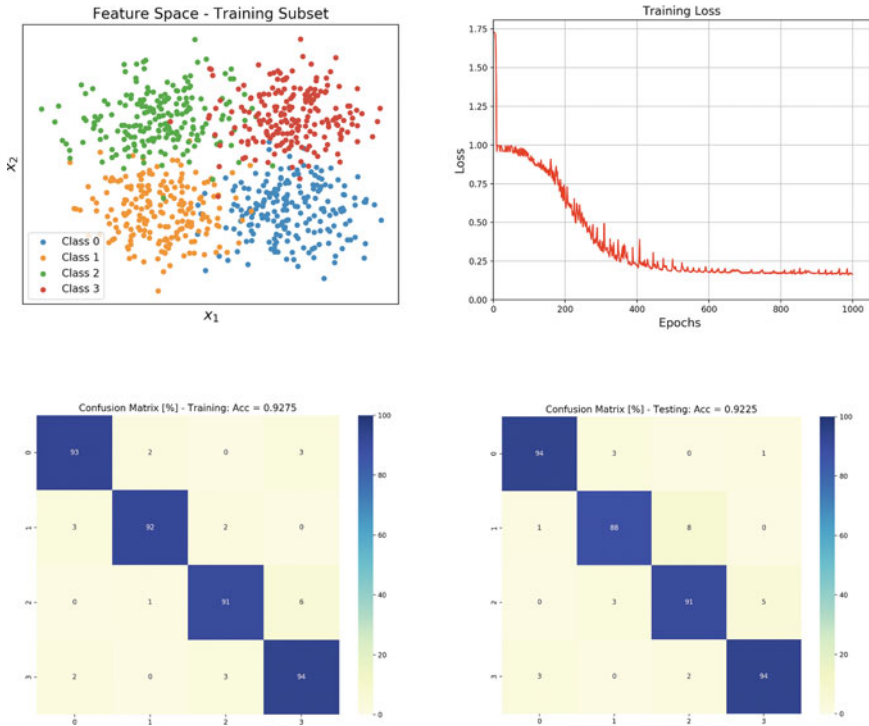 Feature Space - Training Subset
x2
Class 0
Class 1
Class 2
Class 3
x1
Training Loss
1.75
1.50
1.25
1.00
0.75
0.50
0.25
0.00
Loss
0 200 400 600 800 1000
Epochs
Confusion Matrix [%] - Training: Acc = 0.9275
0 93 2 0 3
1 3 92 2 0
2 0 1 91 6
3 2 0 3 94
0 1 2 3
100
80
60
40
20
0
Confusion Matrix [%] - Testing: Acc = 0.9225
0 94 3 0 1
1 1 88 8 0
2 0 3 91 5
3 3 0 2 94
0 1 2 3
100
80
60
40
20
0